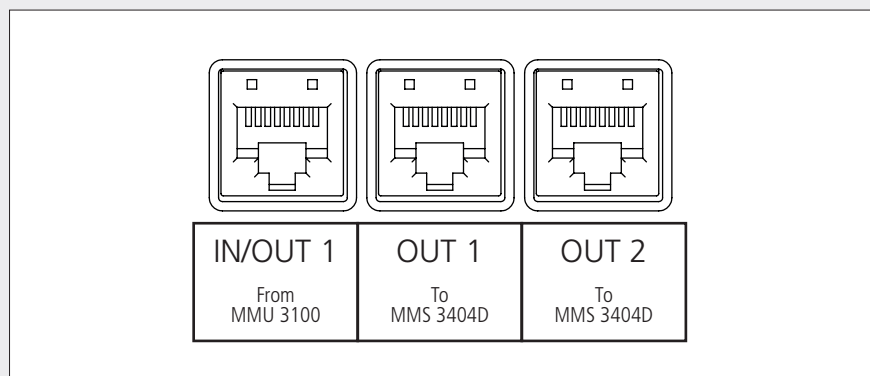 IN/OUT 1
From
MMU 3100
OUT 1
To
MMS 3404D
OUT 2
To
MMS 3404D